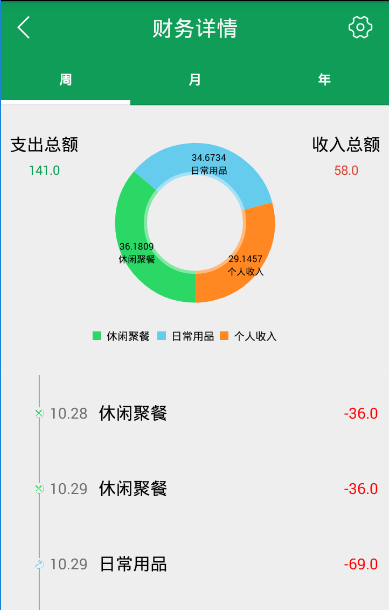 财务详情
周 月 年
支出总额 收入总额
141.0 58.0
34.6734
日常用品
36.1809
休闲聚餐
29.1457
个人收入
休闲聚餐 日常用品 个人收入
10.28 休闲聚餐 -36.0
10.29 休闲聚餐 -36.0
10.29 日常用品 -69.0